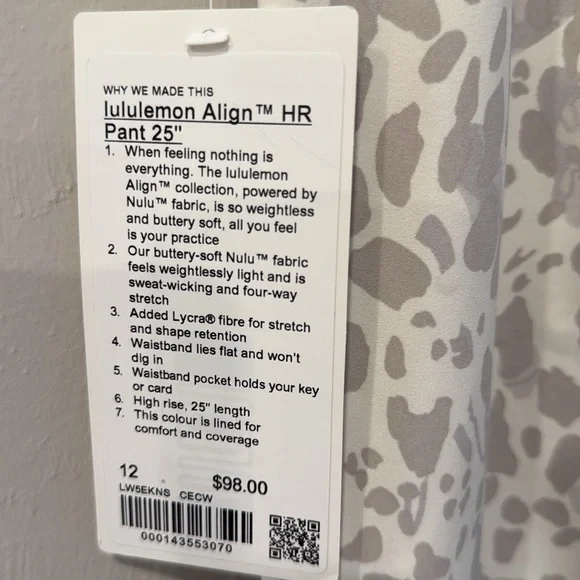 WHY WE MADE THIS
lululemon Align™ HR
Pant 25"
1. When feeling nothing is
everything. The lululemon
Align™ collection, powered by
Nulu™ fabric, is so weightless
and buttery soft, all you feel
is your practice
2. Our buttery-soft Nulu™ fabric
feels weightlessly light and is
sweat-wicking and four-way
stretch
3. Added Lycra® fibre for stretch
and shape retention
4. Waistband lies flat and won't
dig in
5. Waistband pocket holds your key
or card
6. High rise, 25" length
7. This colour is lined for
comfort and coverage
12 $98.00
LW5EKNS CECW
000143553070